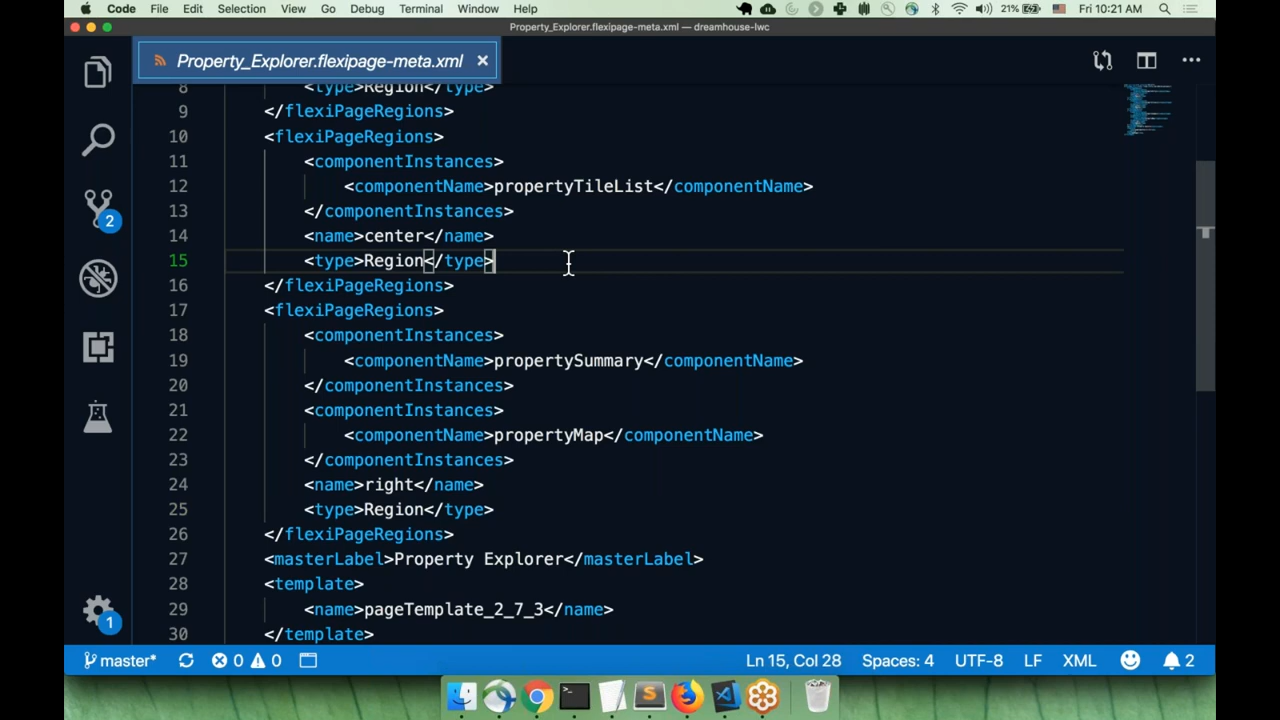 Code File Edit Selection View Go Debug Terminal Window Help 21% Fri 10:21 AM
Property_Explorer.flexipage-meta.xml — dreamhouse-lwc
Property_Explorer.flexipage-meta.xml
8 <type>Region</type>
9 </flexiPageRegions>
10 <flexiPageRegions>
11 <componentInstances>
12 <componentName>propertyTileList</componentName>
13 </componentInstances>
14 <name>center</name>
15 <type>Region</type>
16 </flexiPageRegions>
17 <flexiPageRegions>
18 <componentInstances>
19 <componentName>propertySummary</componentName>
20 </componentInstances>
21 <componentInstances>
22 <componentName>propertyMap</componentName>
23 </componentInstances>
24 <name>right</name>
25 <type>Region</type>
26 </flexiPageRegions>
27 <masterLabel>Property Explorer</masterLabel>
28 <template>
29 <name>pageTemplate_2_7_3</name>
30 </template>
2
1
master* 0 0 Ln 15, Col 28 Spaces: 4 UTF-8 LF XML 2